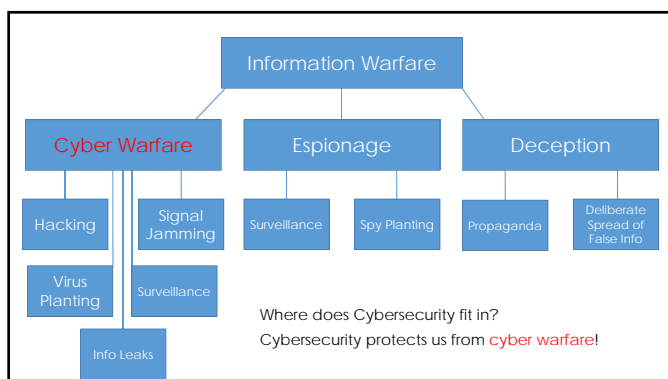 Information Warfare
Cyber Warfare
Espionage
Deception
Hacking
Signal
Jamming
Surveillance
Spy Planting
Propaganda
Deliberate
Spread of
False Info
Virus
Planting
Surveillance
Info Leaks
Where does Cybersecurity fit in?
Cybersecurity protects us from cyber warfare!